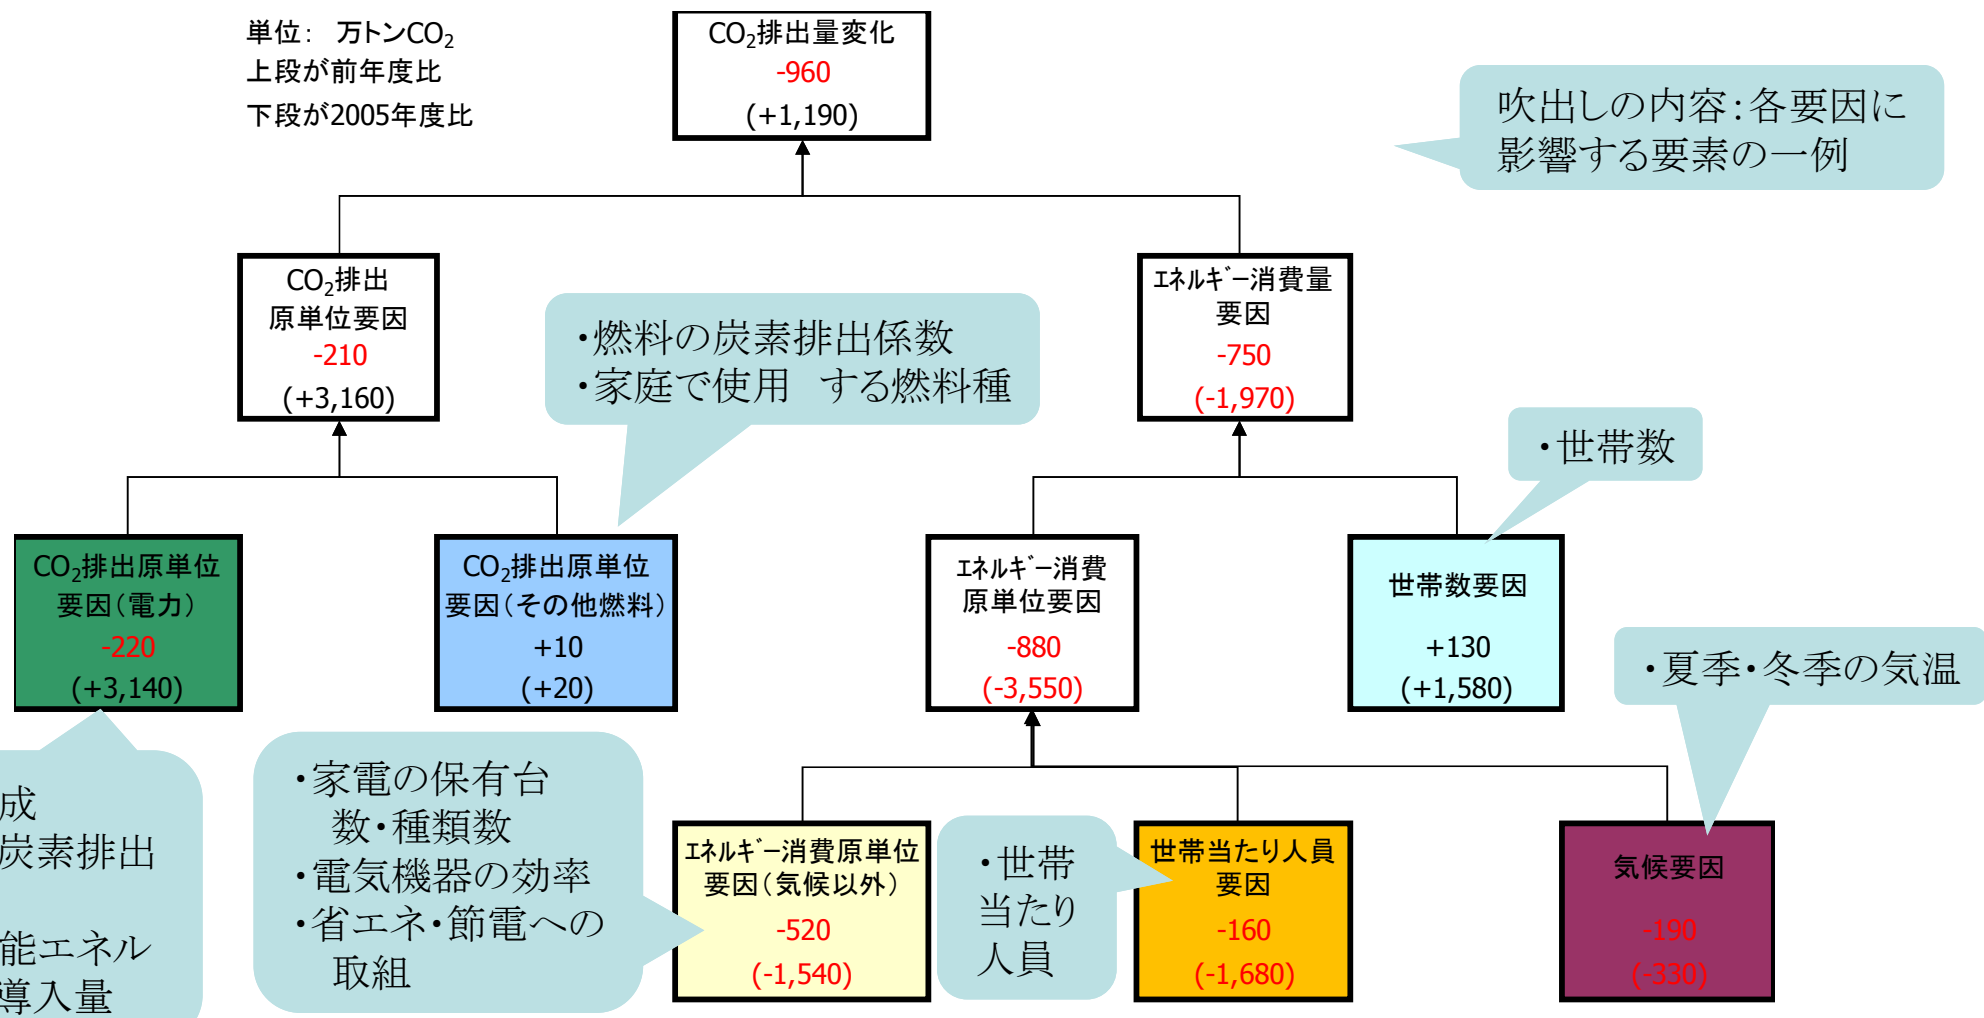 単位： 万トンCO₂
上段が前年度比
下段が2005年度比
CO₂排出量変化
-960
(+1,190)
吹出しの内容：各要因に
影響する要素の一例
CO₂排出
原単位要因
-210
(+3,160)
・燃料の炭素排出係数
・家庭で使用　する燃料種
ｴﾈﾙｷﾞｰ消費量
要因
-750
(-1,970)
・世帯数
CO₂排出原単位
要因（電力）
-220
(+3,140)
CO₂排出原単位
要因（その他燃料）
+10
(+20)
ｴﾈﾙｷﾞｰ消費
原単位要因
-880
(-3,550)
世帯数要因
+130
(+1,580)
・夏季・冬季の気温
成
炭素排出
能エネル
導入量
・家電の保有台
数・種類数
・電気機器の効率
・省エネ・節電への
取組
ｴﾈﾙｷﾞｰ消費原単位
要因（気候以外）
-520
(-1,540)
・世帯
当たり
人員
世帯当たり人員
要因
-160
(-1,680)
気候要因
-190
(-330)